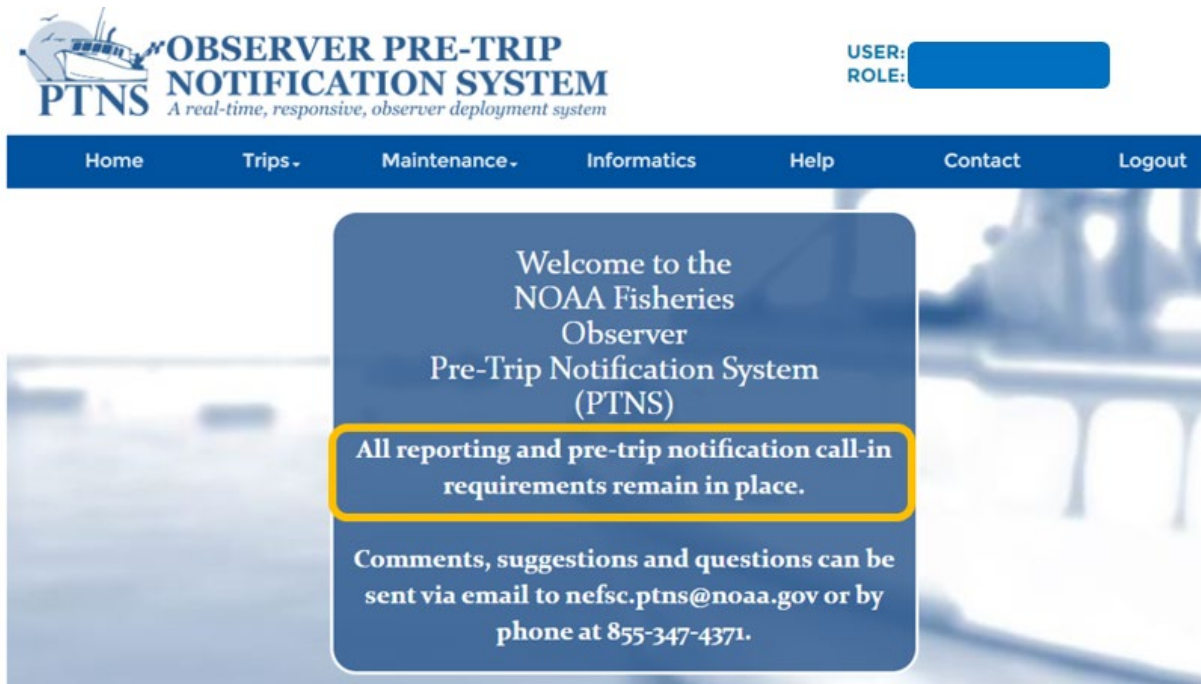 OBSERVER PRE-TRIP
NOTIFICATION SYSTEM
PTNS
A real-time, responsive, observer deployment system
USER:
ROLE:
Home Trips Maintenance Informatics Help Contact Logout
Welcome to the
NOAA Fisheries
Observer
Pre-Trip Notification System
(PTNS)
All reporting and pre-trip notification call-in
requirements remain in place.
Comments, suggestions and questions can be
sent via email to nefsc.ptns@noaa.gov or by
phone at 855-347-4371.